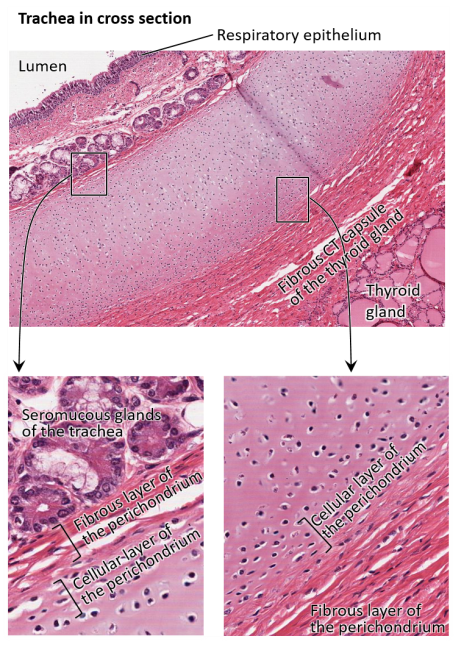 Trachea in cross section
Respiratory epithelium
Lumen
Fibrous CT capsule
of the thyroid gland
Thyroid
gland
Seromucous glands
of the trachea
Fibrous layer of
the perichondrium
Cellular layer of
the perichondrium
Cellular layer of
the perichondrium
Fibrous layer of
the perichondrium